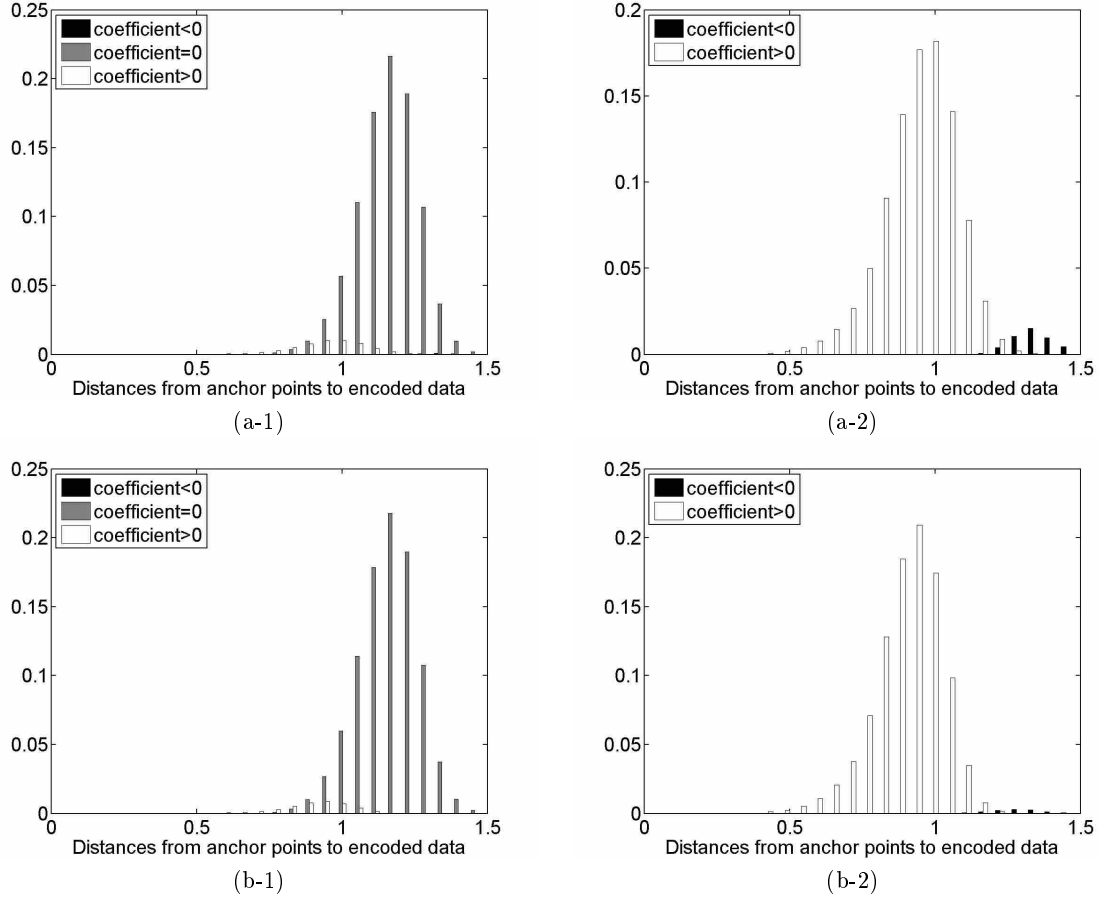 0.25
0.2
0.15
0.1
0.05
0
coefficient<0
coefficient=0
coefficient>0
0 0.5 1 1.5
Distances from anchor points to encoded data
(a-1)
0.2
0.15
0.1
0.05
0
coefficient<0
coefficient>0
0 0.5 1 1.5
Distances from anchor points to encoded data
(a-2)
0.25
0.2
0.15
0.1
0.05
0
coefficient<0
coefficient=0
coefficient>0
0 0.5 1 1.5
Distances from anchor points to encoded data
(b-1)
0.25
0.2
0.15
0.1
0.05
0
coefficient<0
coefficient>0
0 0.5 1 1.5
Distances from anchor points to encoded data
(b-2)